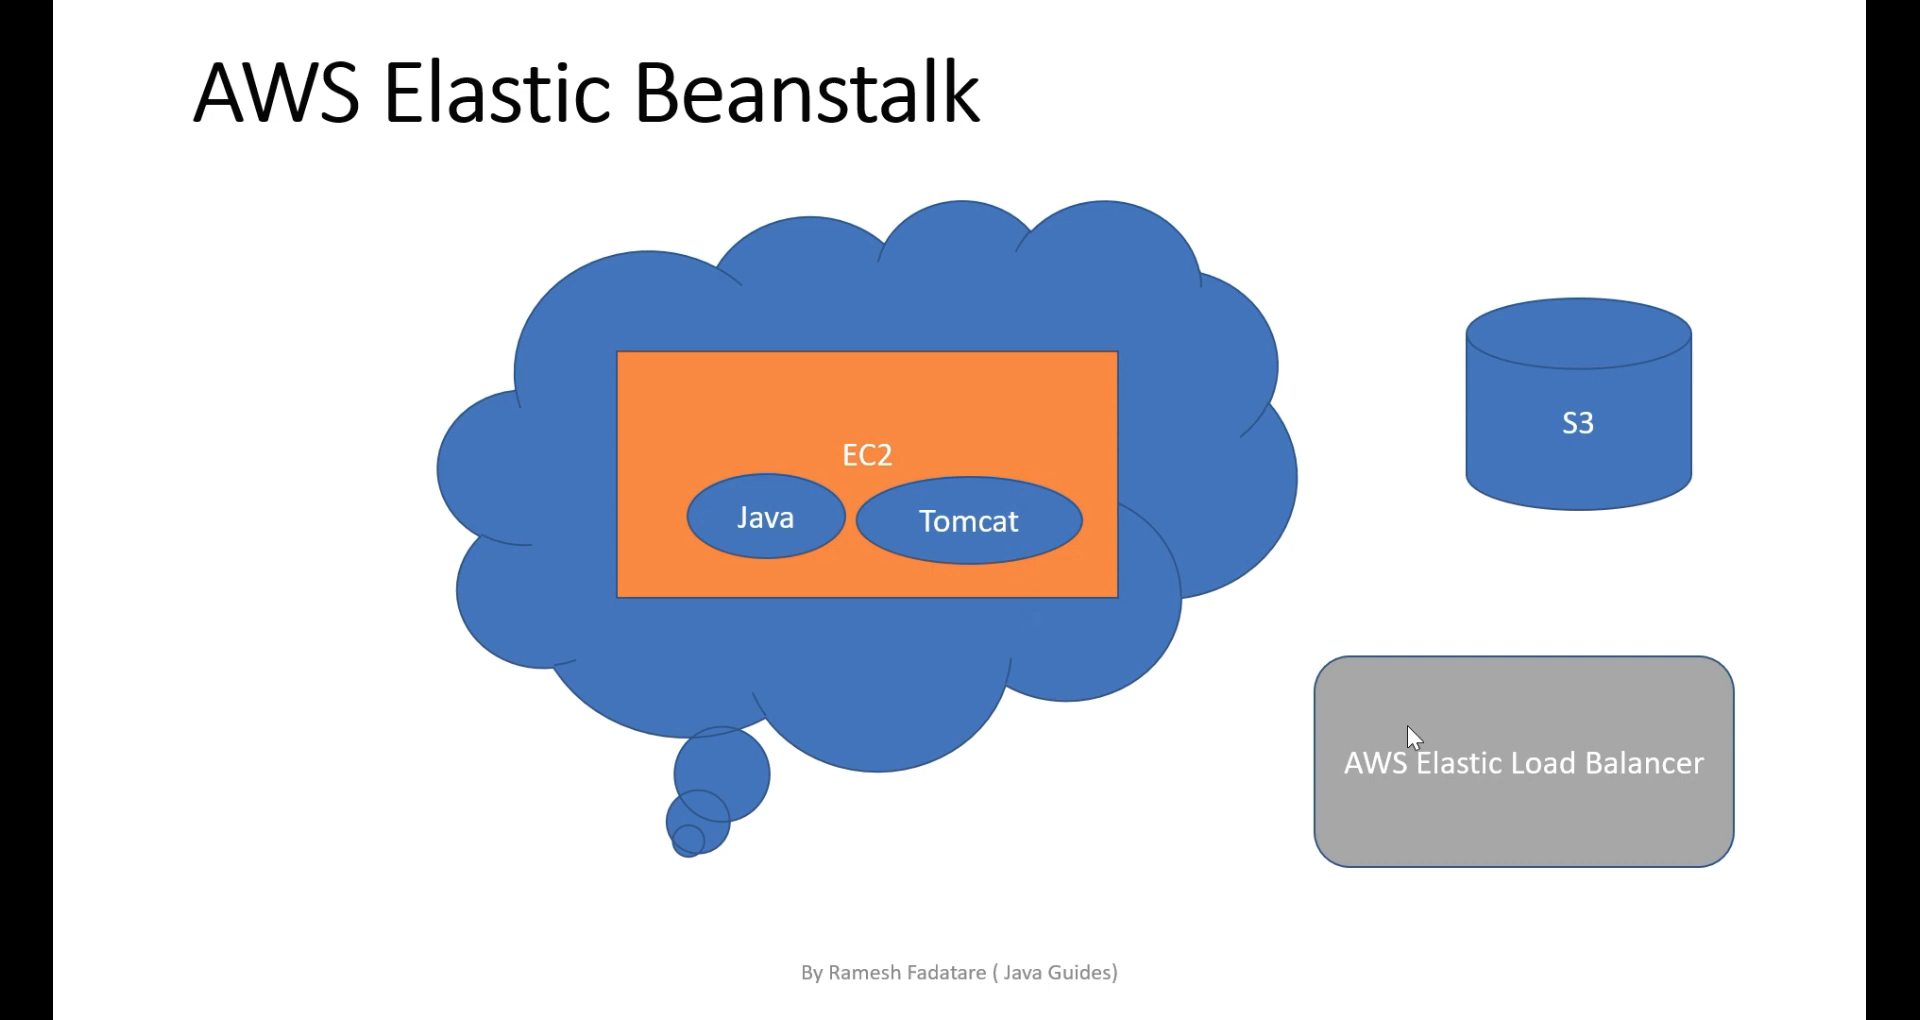 AWS Elastic Beanstalk
EC2
Java
Tomcat
S3
AWS Elastic Load Balancer
By Ramesh Fadatare ( Java Guides)